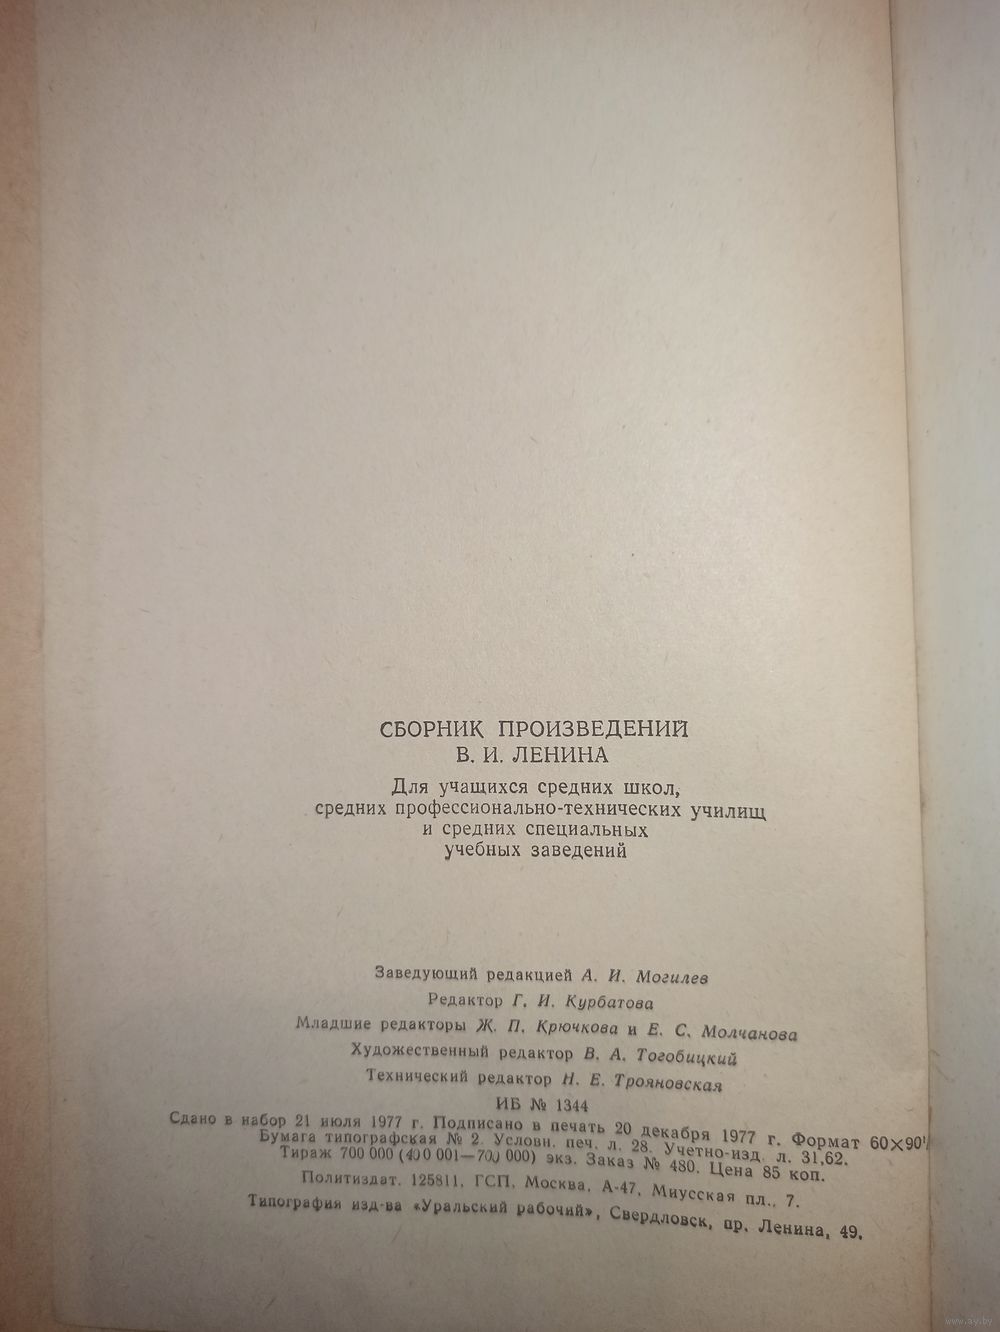 СБОРНИК ПРОИЗВЕДЕНИЙ
В. И. ЛЕНИНА
Для учащихся средних школ,
средних профессионально-технических училищ
и средних специальных
учебных заведений
Заведующий редакцией А. И. Могилев
Редактор Г. И. Курбатова
Младшие редакторы Ж. П. Крючкова и Е. С. Молчанова
Художественный редактор В. А. Тогобицкий
Технический редактор Н. Е. Трояновская
ИБ № 1344
Сдано в набор 21 июля 1977 г. Подписано в печать 20 декабря 1977 г. Формат 60×90¹/
Бумага типографская № 2. Условн. печ. л. 28. Учетно-изд. л. 31,62.
Тираж 700 000 (400 001—700 000) экз. Заказ № 480. Цена 85 коп.
Политиздат. 125811, ГСП, Москва, А-47, Миусская пл., 7.
Типография изд-ва «Уральский рабочий», Свердловск, пр. Ленина, 49.
www.ay.by